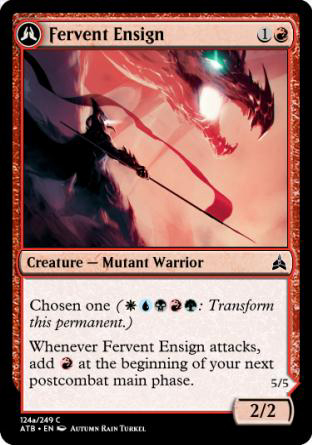 Fervent Ensign 1
Creature — Mutant Warrior
Chosen one (: Transform
this permanent.)
Whenever Fervent Ensign attacks,
add at the beginning of your next
postcombat main phase.
5/5
2/2
124a/249 C
ATB • EN AUTUMN RAIN TURKEL